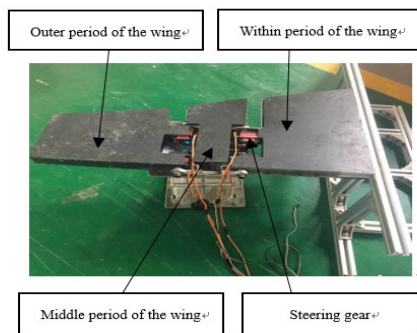 Outer period of the wing↵
Within period of the wing↵
Middle period of the wing↵
Steering gear↵